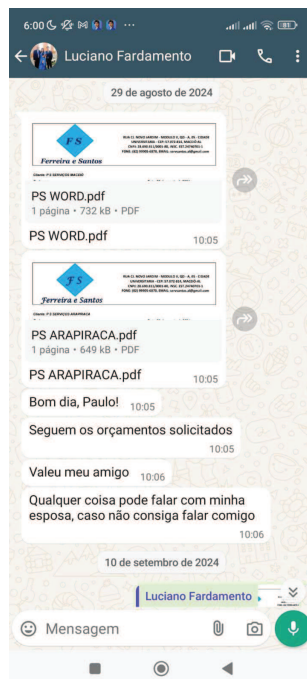 6:00
Luciano Fardamento
29 de agosto de 2024
FS
Ferreira e Santos
PS WORD.pdf
1 página • 732 kB • PDF
PS WORD.pdf
10:05
FS
Ferreira e Santos
PS ARAPIRACA.pdf
1 página • 649 kB • PDF
PS ARAPIRACA.pdf
10:05
Bom dia, Paulo!
10:05
Seguem os orçamentos solicitados
10:05
Valeu meu amigo
10:06
Qualquer coisa pode falar com minha
esposa, caso não consiga falar comigo
10:06
10 de setembro de 2024
Luciano Fardamento
Mensagem